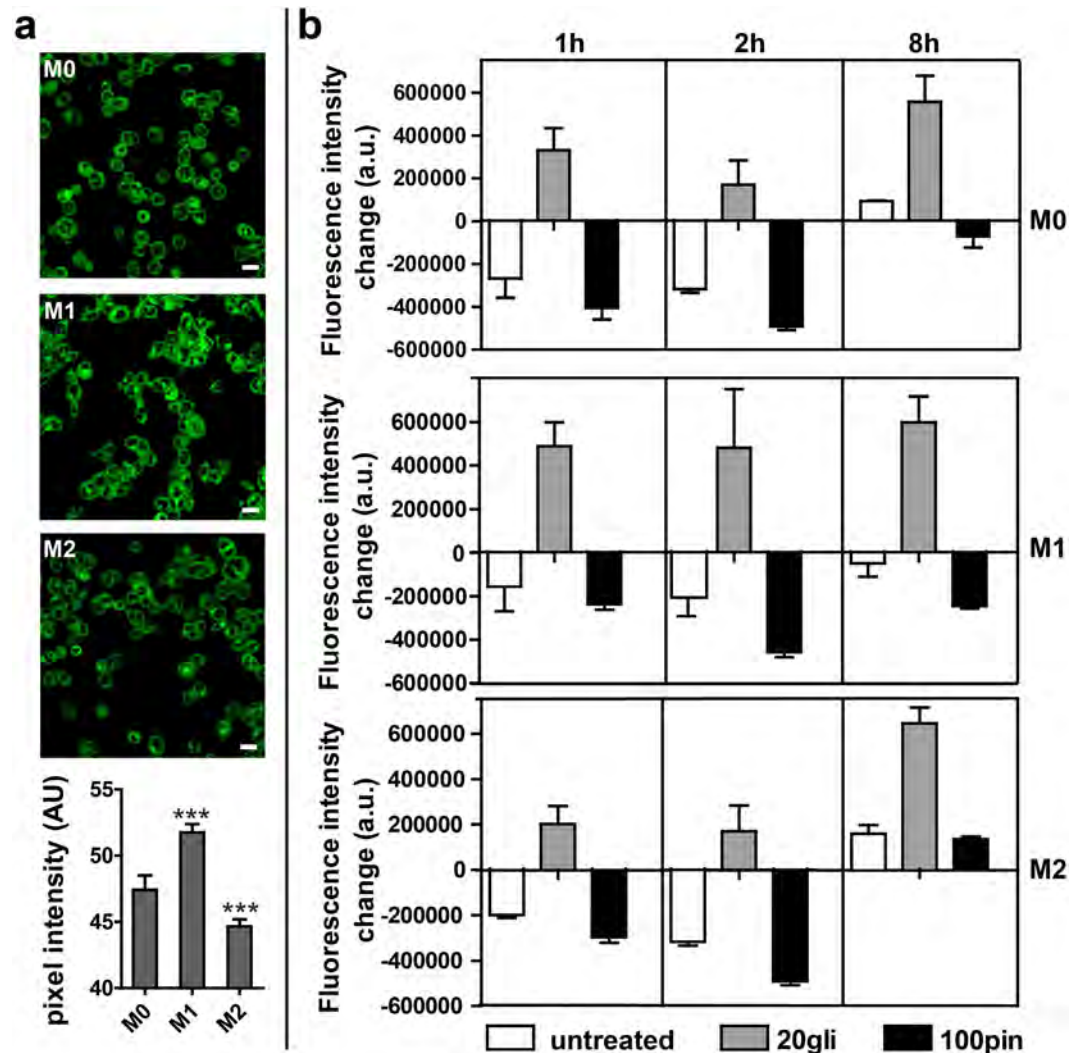 a
M0
M1
M2
55
50
45
40
pixel intensity (AU)
***
***
M0 M1 M2
b
1h 2h 8h
Fluorescence intensity
change (a.u.)
600000
400000
200000
0
-200000
-400000
-600000
M0
Fluorescence intensity
change (a.u.)
600000
400000
200000
0
-200000
-400000
-600000
M1
Fluorescence intensity
change (a.u.)
600000
400000
200000
0
-200000
-400000
-600000
M2
untreated 20gli 100pin